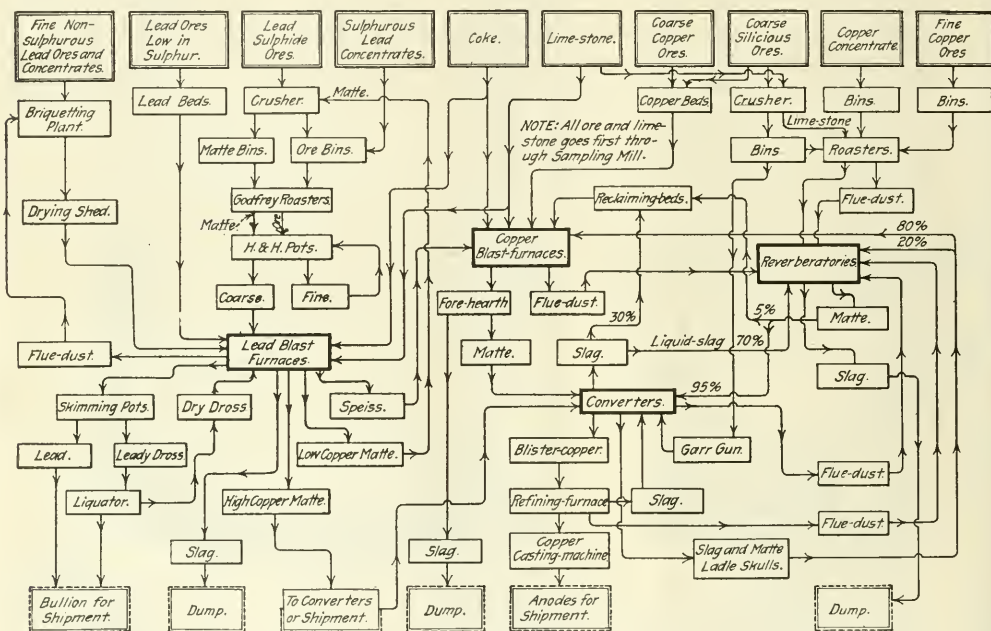 Fine Non-
Sulphurous
Lead Ores and
Concentrates.
Lead Ores
Low in
Sulphur.
Lead
Sulphide
Ores.
Sulphurous
Lead
Concentrates.
Coke.
Lime-stone.
Coarse
Copper
Ores.
Coarse
Silicious
Ores.
Copper
Concentrate.
Fine
Copper
Ores
Briquetting
Plant.
Lead Beds.
Crusher.
Matte.
Copper Beds.
Crusher.
Bins.
Bins.
Lime-stone
NOTE: All ore and lime-
stone goes first thro-
ugh Sampling Mill.
Matte Bins.
Ore Bins.
Bins
Roasters.
Drying Shed.
Godfrey Roasters.
Reclaiming-beds.
Flue-dust.
Matte.
Ore
H. & H. Pots.
Copper
Blast-furnaces.
80%
20%
Reverberatories
Coarse.
Fine.
Fore-hearth
Flue-dust.
5%
Matte.
30%
Flue-dust.
Lead Blast
Furnaces.
Matte.
Slag.
Liquid-slag 70%
Slag.
Skimming Pots.
Dry Dross
Speiss.
95%
Converters.
Lead.
Leady Dross
Low Copper Matte.
Blister-copper.
Garr Gun.
Flue-dust.
Liquator.
High Copper Matte.
Refining-furnace
Slag.
Flue-dust.
Slag.
Slag.
Copper
Casting-machine
Slag and Matte
Ladle Skulls.
Bullion for
Shipment.
Dump.
To Converters
or Shipment.
Dump.
Anodes for
Shipment.
Dump.